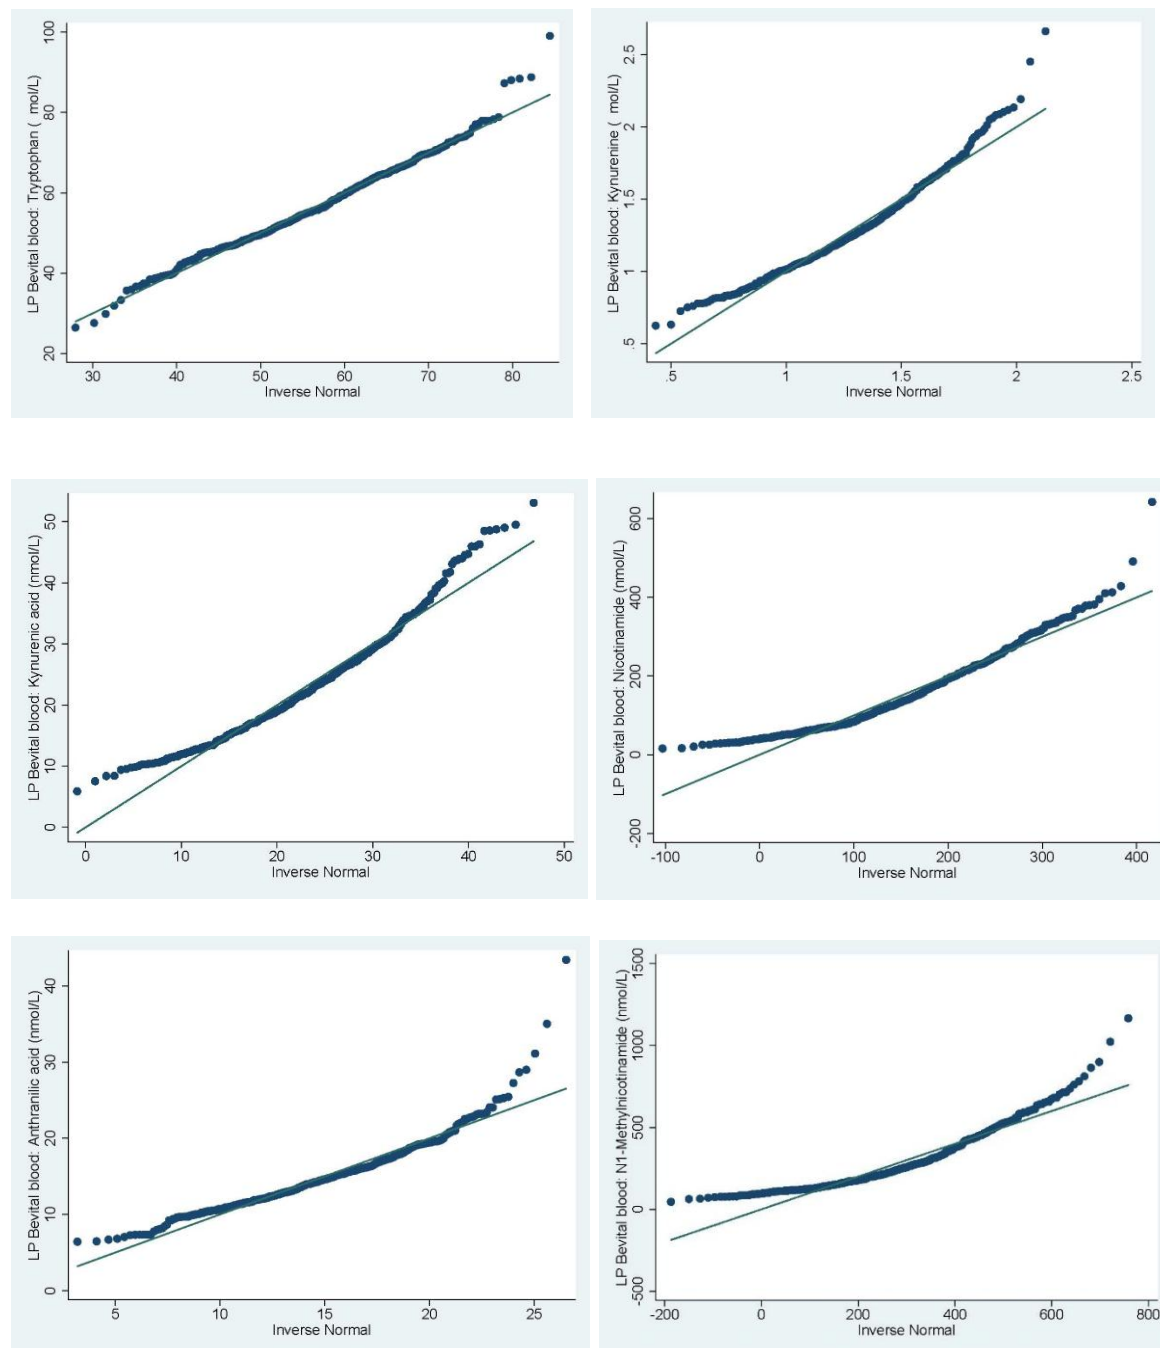 LP Bevital blood: Tryptophan ( mol/L)
100
80
60
40
20
30 40 50 60 70 80
Inverse Normal
LP Bevital blood: Kynurenine ( mol/L)
2.5
2
1.5
1
.5
.5 1 1.5 2 2.5
Inverse Normal
LP Bevital blood: Kynurenic acid (nmol/L)
50
40
30
20
10
0
0 10 20 30 40 50
Inverse Normal
LP Bevital blood: Nicotinamide (nmol/L)
600
400
200
0
-200
-100 0 100 200 300 400
Inverse Normal
LP Bevital blood: Anthranilic acid (nmol/L)
40
30
20
10
0
5 10 15 20 25
Inverse Normal
LP Bevital blood: N1-Methylnicotinamide (nmol/L)
1500
1000
500
0
-500
-200 0 200 400 600 800
Inverse Normal